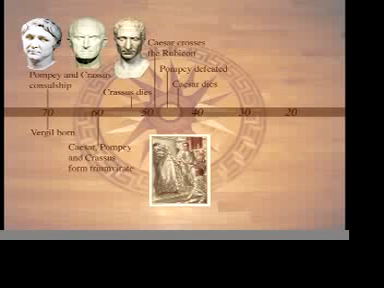 Caesar crosses
the Rubicon
Pompey defeated
Pompey and Crassus
consulship
Caesar dies
Crassus dies
70 60 50 40 30 20
Vergil born
Caesar, Pompey
and Crassus
form triumvirate